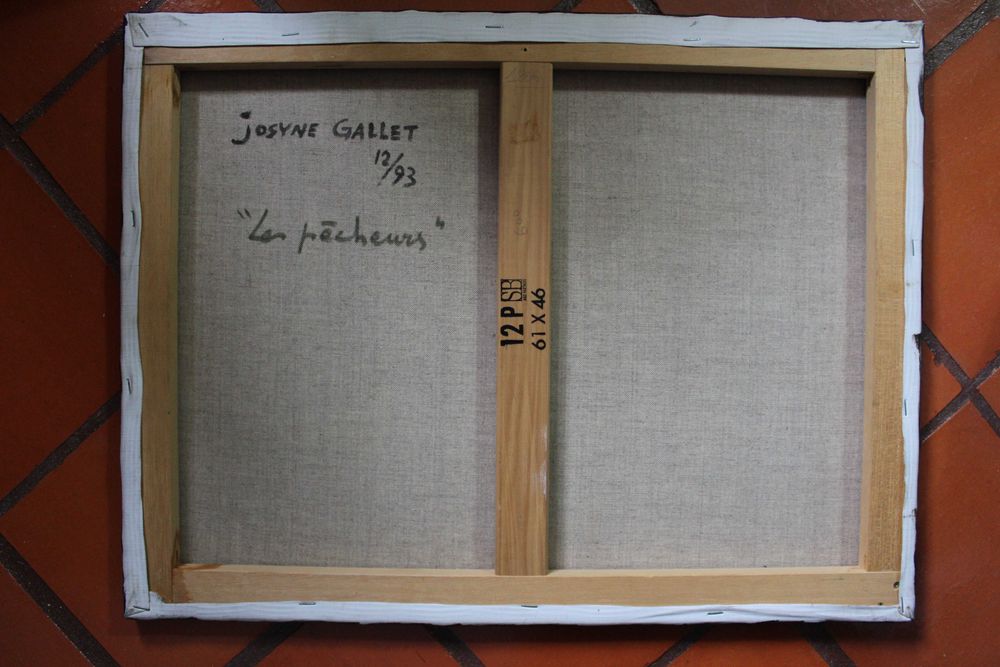 JOSYNE GALLET
12/93
"Les pêcheurs"
12 P SB
61 X 46